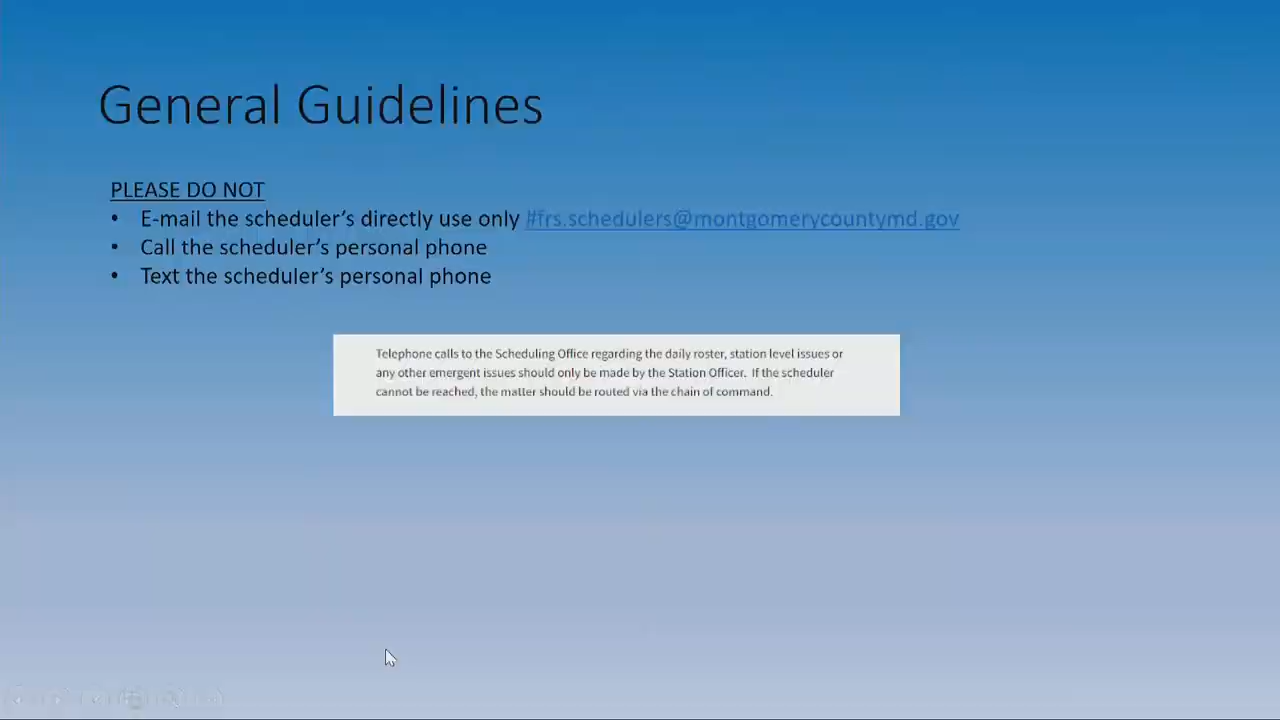 General Guidelines
PLEASE DO NOT
• E-mail the scheduler's directly use only #frs.schedulers@montgomerycountymd.gov
• Call the scheduler's personal phone
• Text the scheduler's personal phone
Telephone calls to the Scheduling Office regarding the daily roster, station level issues or
any other emergent issues should only be made by the Station Officer.  If the scheduler
cannot be reached, the matter should be routed via the chain of command.